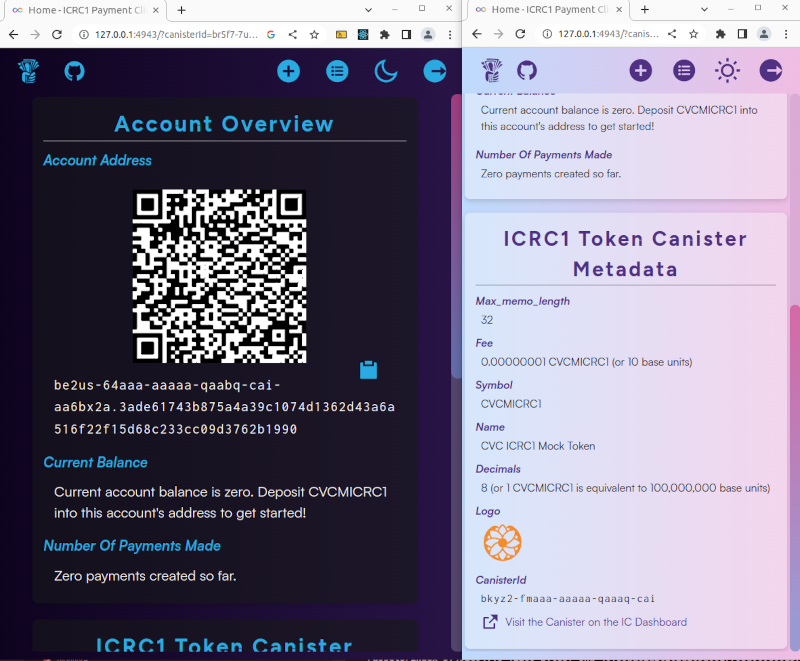 Home - ICRC1 Payment Cli
127.0.0.1:4943/?canisterId=br5f7-7u...
Account Overview
Account Address
be2us-64aaa-aaaaa-qaabq-cai-
aa6bx2a.3ade61743b875a4a39c1074d1362d43a6a
516f22f15d68c233cc09d3762b1990
Current Balance
Current account balance is zero. Deposit CVCMICRC1
into this account's address to get started!
Number Of Payments Made
Zero payments created so far.
ICRC1 Token Canister
Home - ICRC1 Payment Cli
127.0.0.1:4943/?canis...
Current Balance
Current account balance is zero. Deposit CVCMICRC1 into
this account's address to get started!
Number Of Payments Made
Zero payments created so far.
ICRC1 Token Canister
Metadata
Max_memo_length
32
Fee
0.00000001 CVCMICRC1 (or 10 base units)
Symbol
CVCMICRC1
Name
CVC ICRC1 Mock Token
Decimals
8 (or 1 CVCMICRC1 is equivalent to 100,000,000 base units)
Logo
CanisterId
bkyz2-fmaaa-aaaaa-qaaaq-cai
Visit the Canister on the IC Dashboard